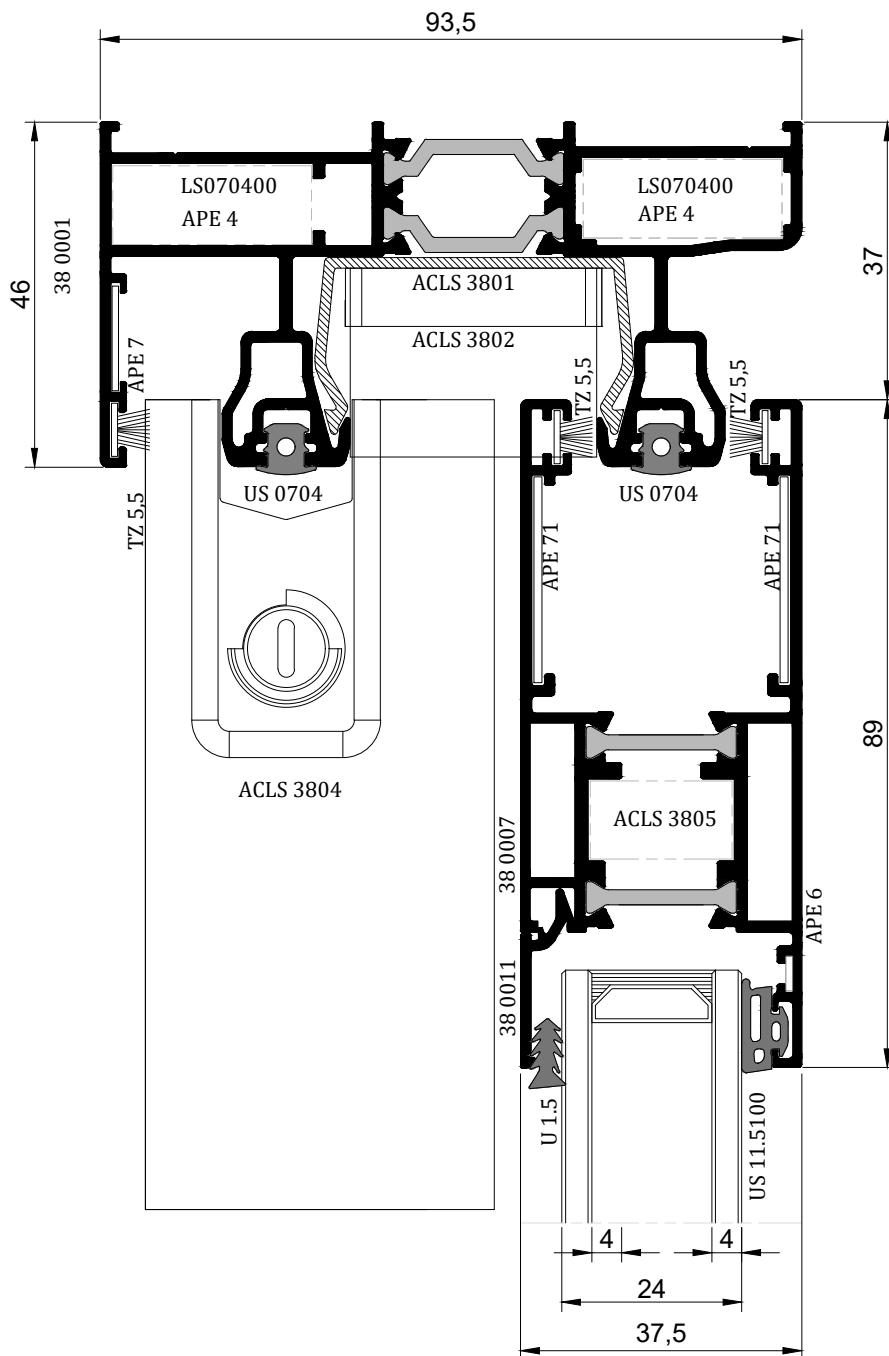 93,5
LS070400
APE 4
LS070400
APE 4
46
38 0001
37
ACLS 3801
ACLS 3802
APE 7
TZ 5,5
TZ 5,5
TZ 5,5
US 0704
US 0704
APE 71
APE 71
89
ACLS 3804
ACLS 3805
38 0007
APE 6
38 0011
U 1.5
US 11.5100
4
4
24
37,5